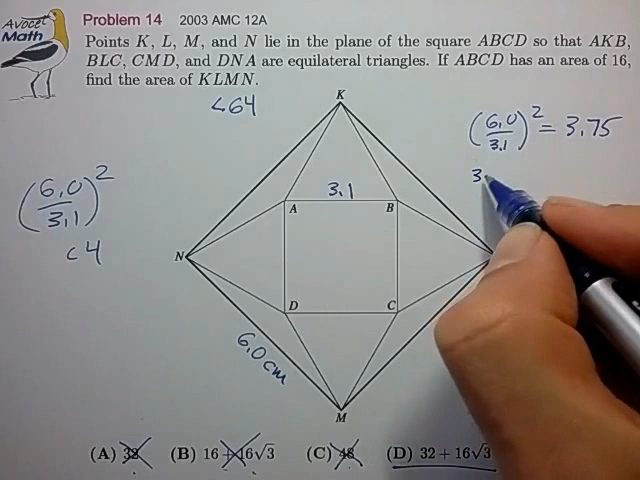 Avocet Math
Problem 14 2003 AMC 12A
Points K, L, M, and N lie in the plane of the square ABCD so that AKB,
BLC, CMD, and DNA are equilateral triangles. If ABCD has an area of 16,
find the area of KLMN.
<64
K
(6.0/3.1)² = 3.75
3
(6.0/3.1)²
<4
3.1
A B
N
D C
6.0cm
M
(A) 32 (B) 16 + 16√3 (C) 48 (D) 32 + 16√3